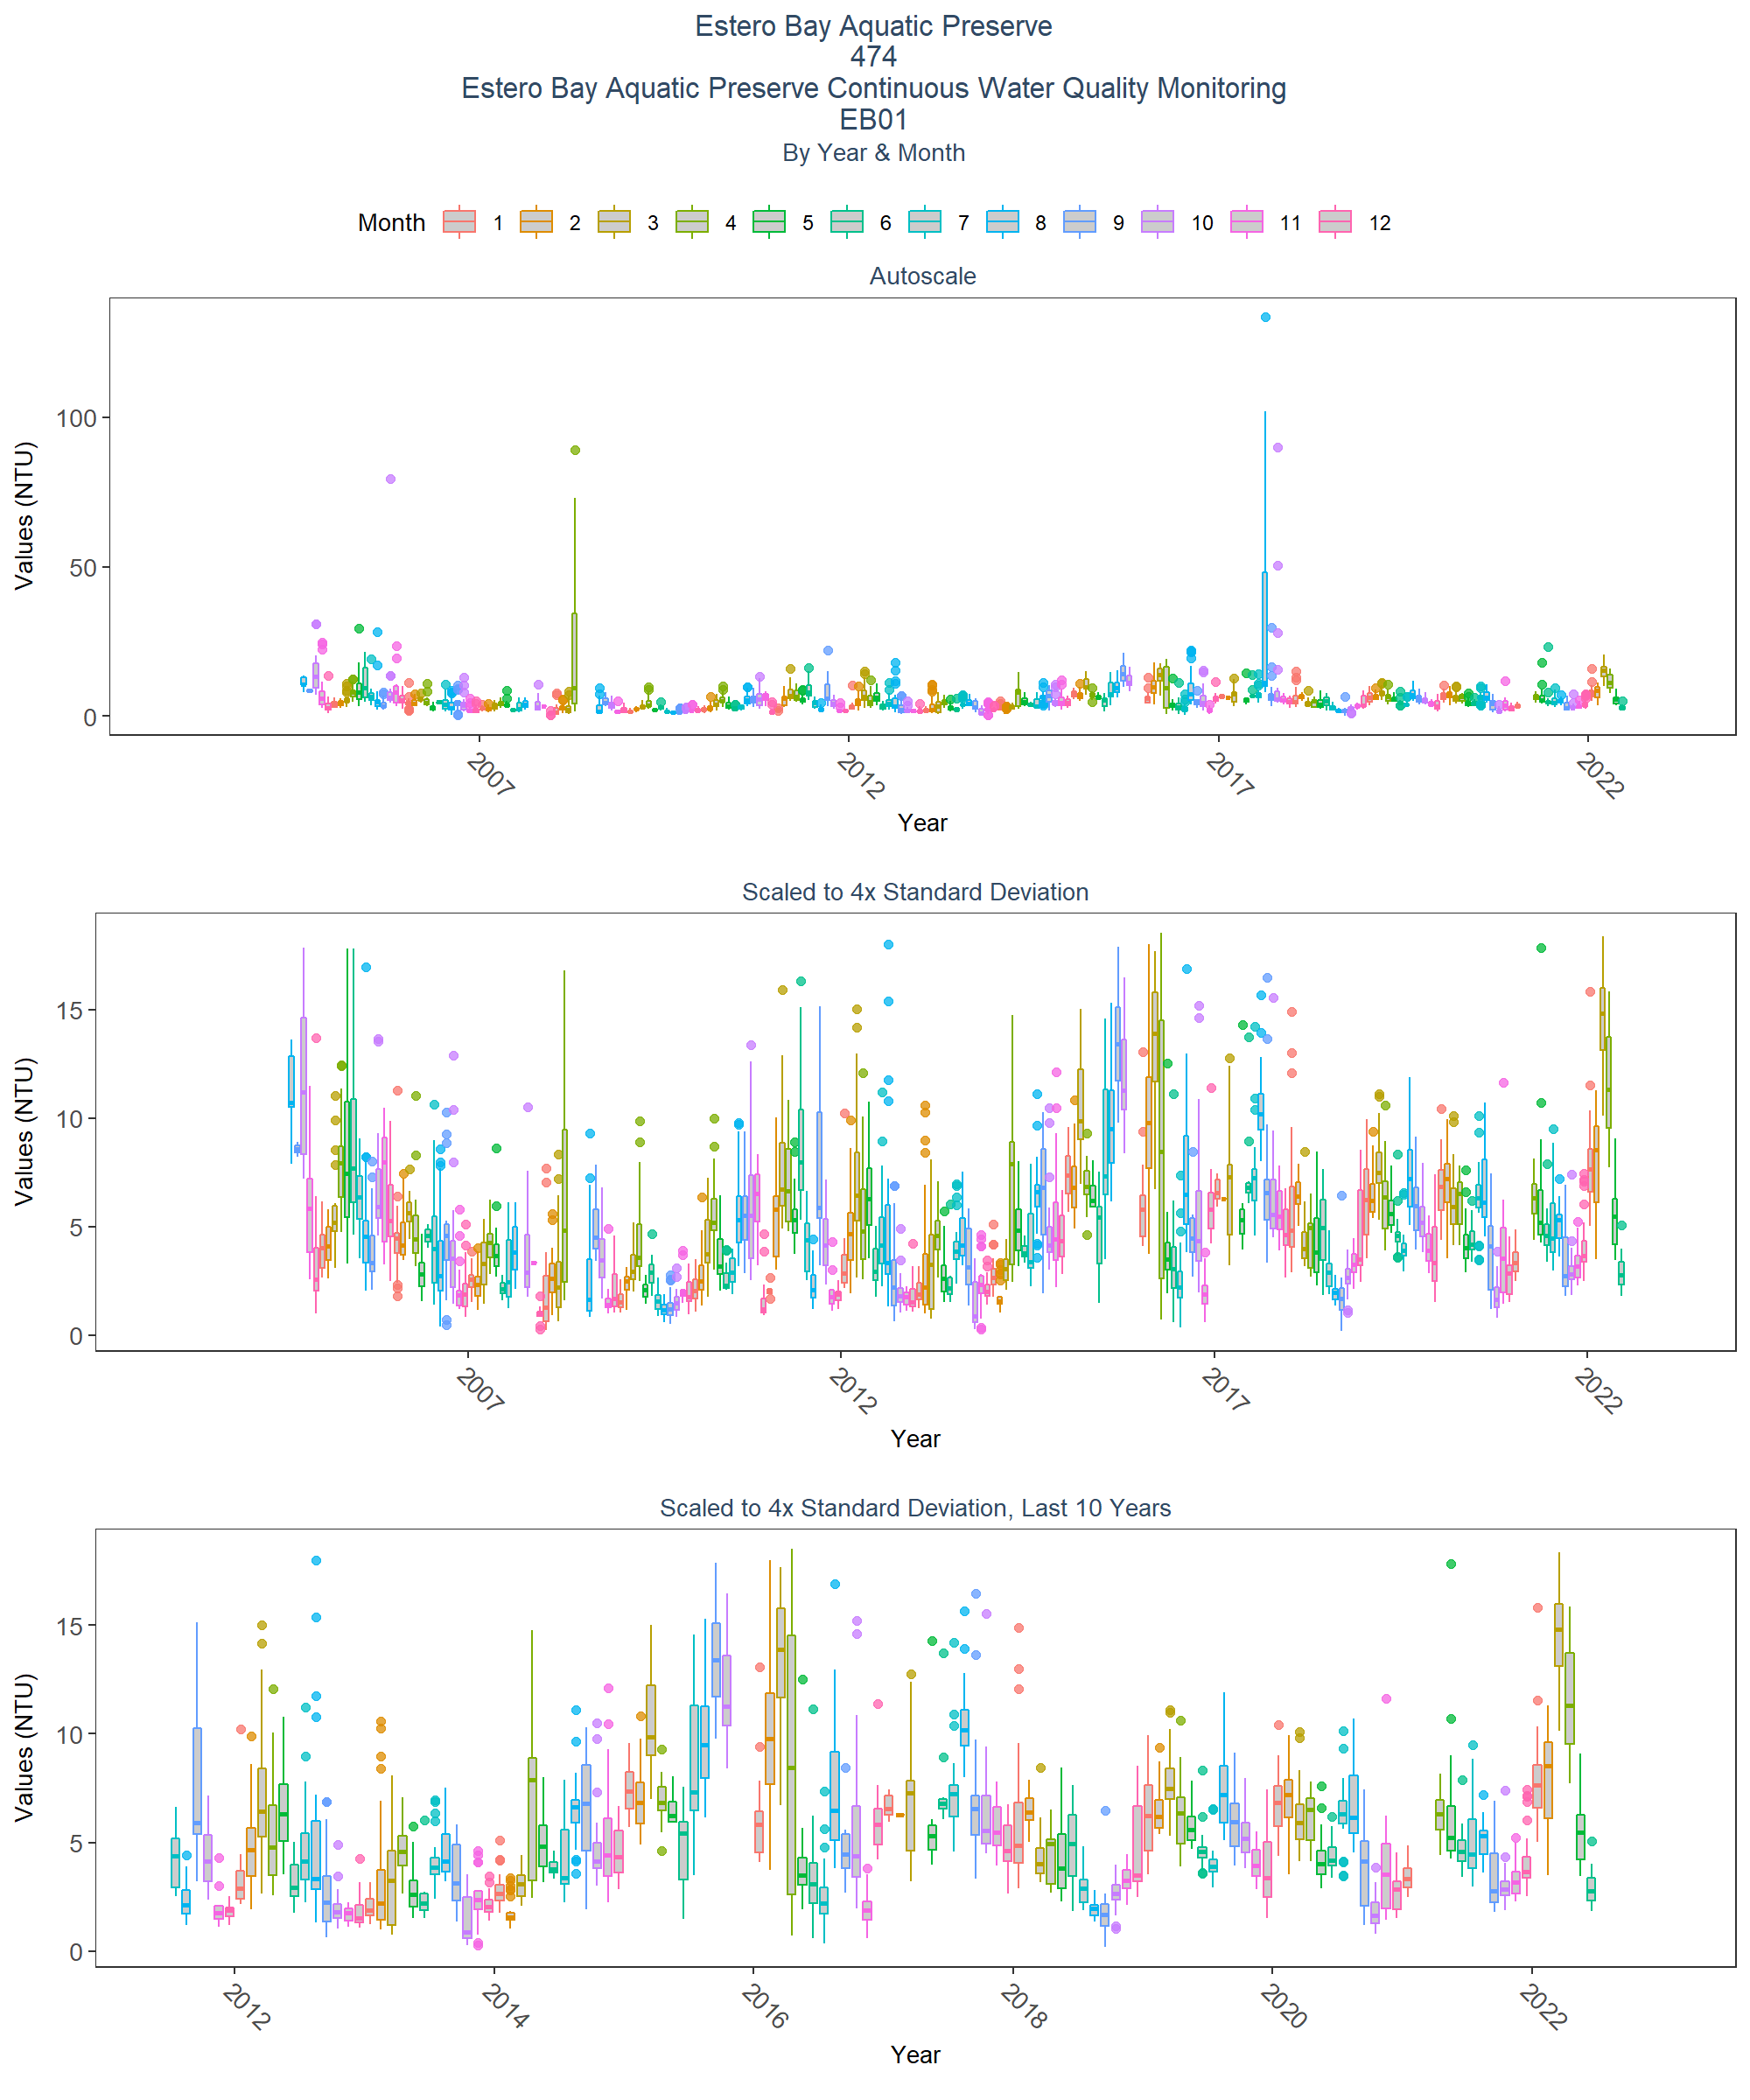 Estero Bay Aquatic Preserve
474
Estero Bay Aquatic Preserve Continuous Water Quality Monitoring
EB01
By Year & Month
Month 1 2 3 4 5 6 7 8 9 10 11 12
Autoscale
Values (NTU)
100
50
0
2007 2012 2017 2022
Year
Scaled to 4x Standard Deviation
Values (NTU)
15
10
5
0
2007 2012 2017 2022
Year
Scaled to 4x Standard Deviation, Last 10 Years
Values (NTU)
15
10
5
0
2012 2014 2016 2018 2020 2022
Year